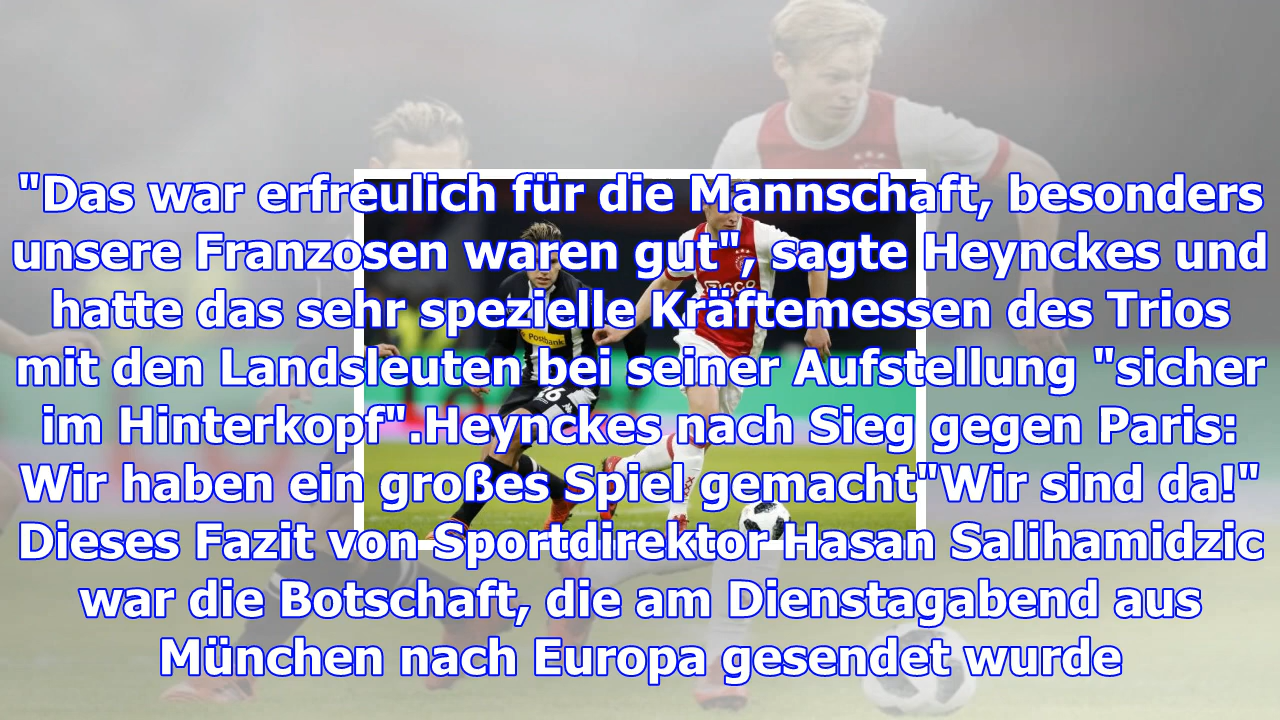 "Das war erfreulich für die Mannschaft, besonders
unsere Franzosen waren gut", sagte Heynckes und
hatte das sehr spezielle Kräftemessen des Trios
mit den Landsleuten bei seiner Aufstellung "sicher
im Hinterkopf".Heynckes nach Sieg gegen Paris:
Wir haben ein großes Spiel gemacht"Wir sind da!"
Dieses Fazit von Sportdirektor Hasan Salihamidzic
war die Botschaft, die am Dienstagabend aus
München nach Europa gesendet wurde
Postbank